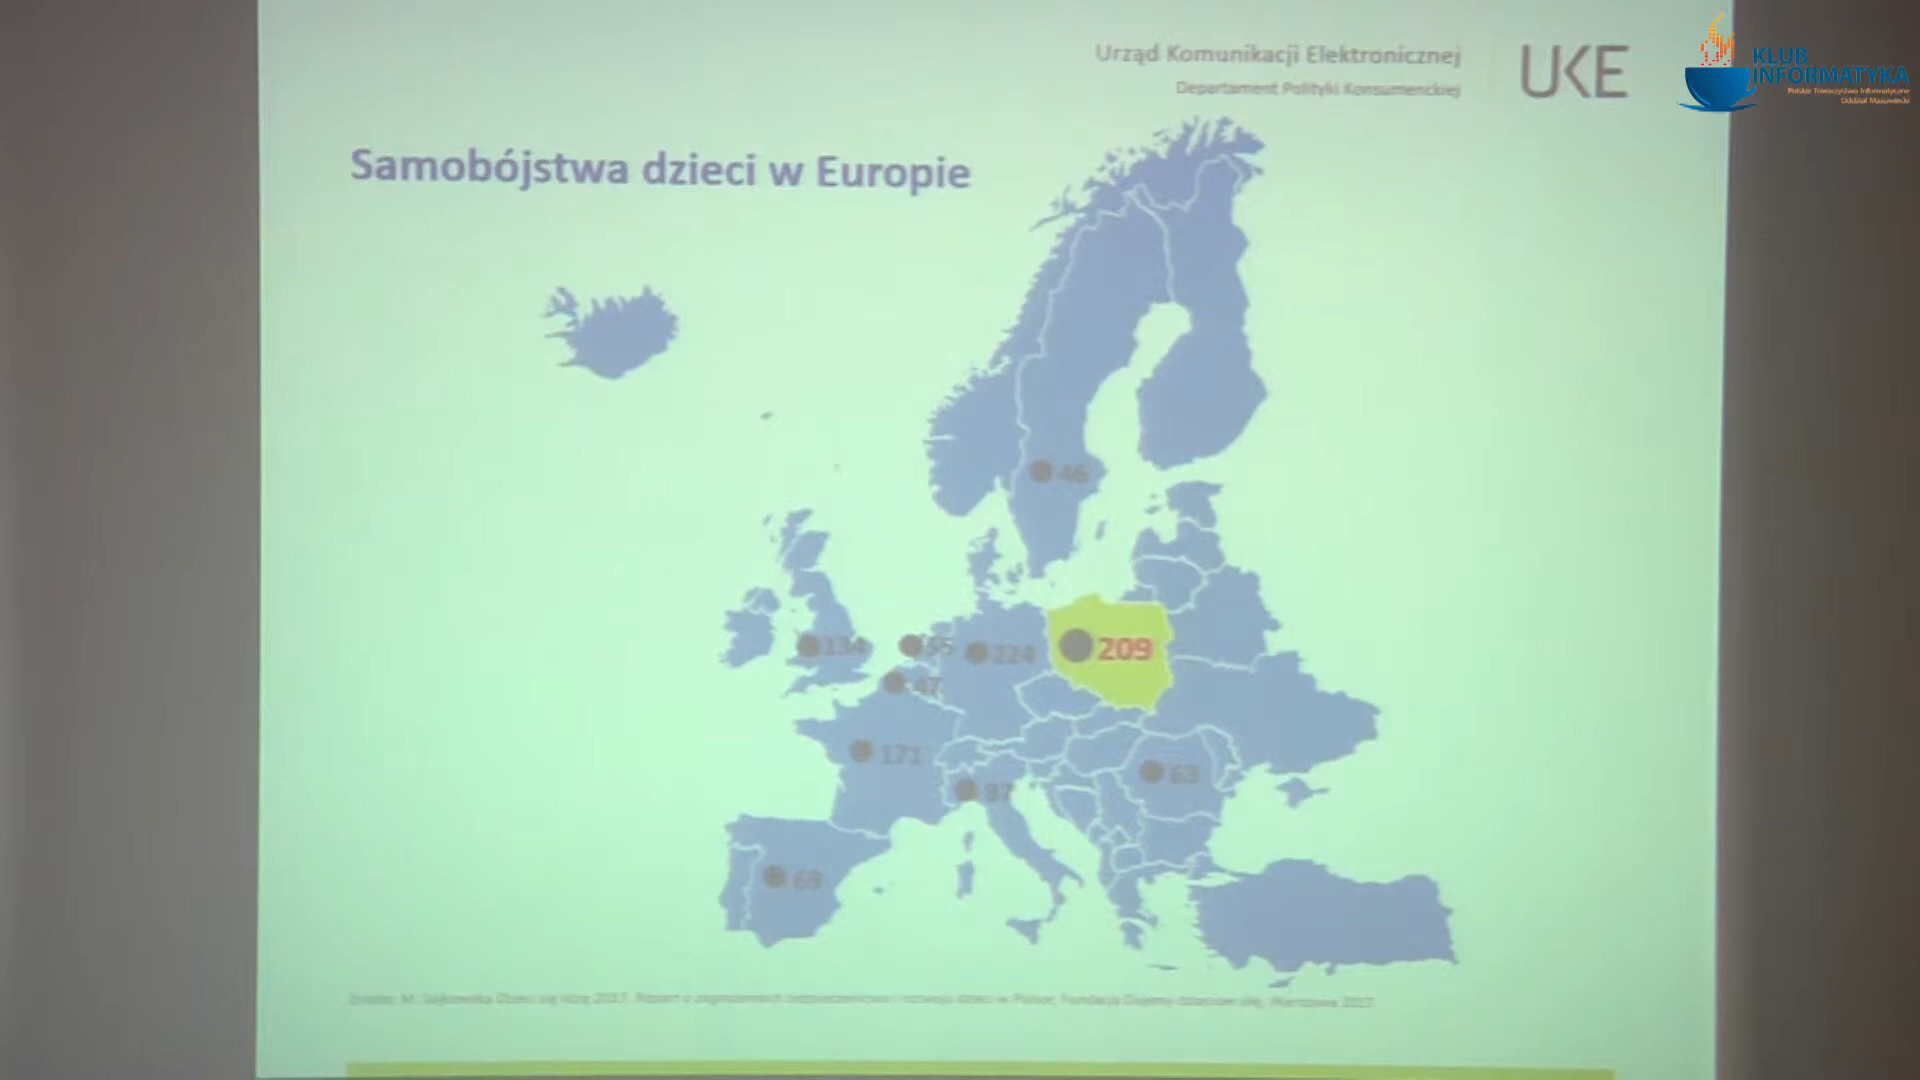 Urząd Komunikacji Elektronicznej
Departament Polityki Konsumenckiej
UKE
KLUB
INFORMATYKA
Polskie Towarzystwo Informatyczne
Oddział Mazowiecki
Samobójstwa dzieci w Europie
46
134
55
224
209
47
171
63
69